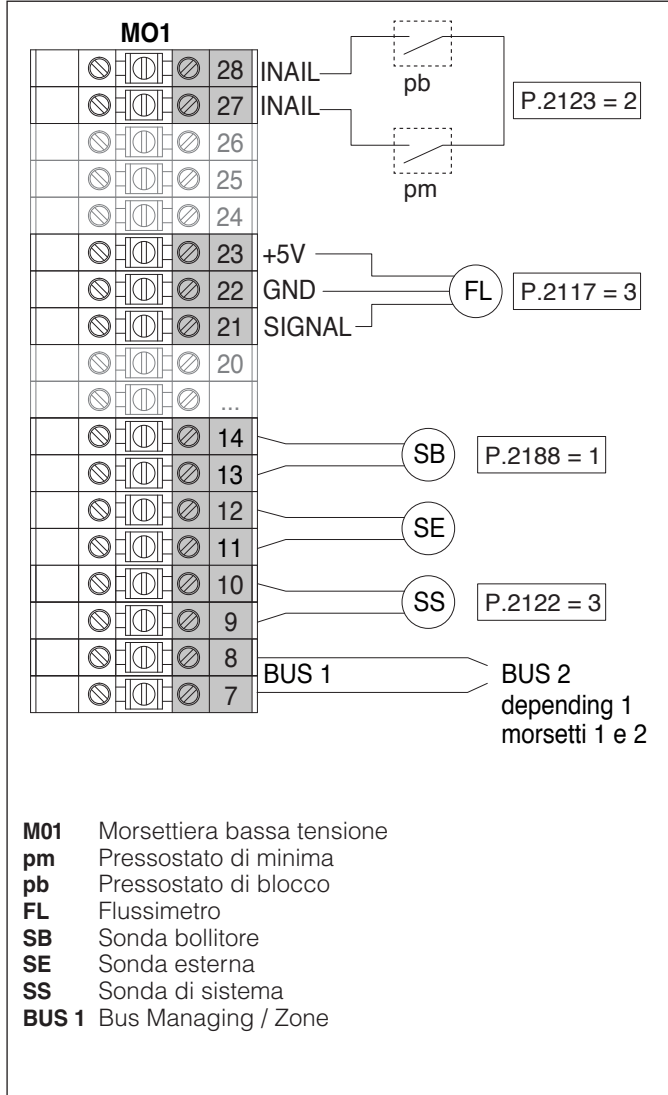 MO1
28 INAIL
pb
27 INAIL
P.2123 = 2
26
25
pm
24
23 +5V
22 GND
FL P.2117 = 3
21 SIGNAL
20
...
14
SB P.2188 = 1
13
12
SE
11
10
SS P.2122 = 3
9
8
BUS 1 BUS 2
7
depending 1
morsetti 1 e 2
M01 Morsettiera bassa tensione
pm Pressostato di minima
pb Pressostato di blocco
FL Flussimetro
SB Sonda bollitore
SE Sonda esterna
SS Sonda di sistema
BUS 1 Bus Managing / Zone